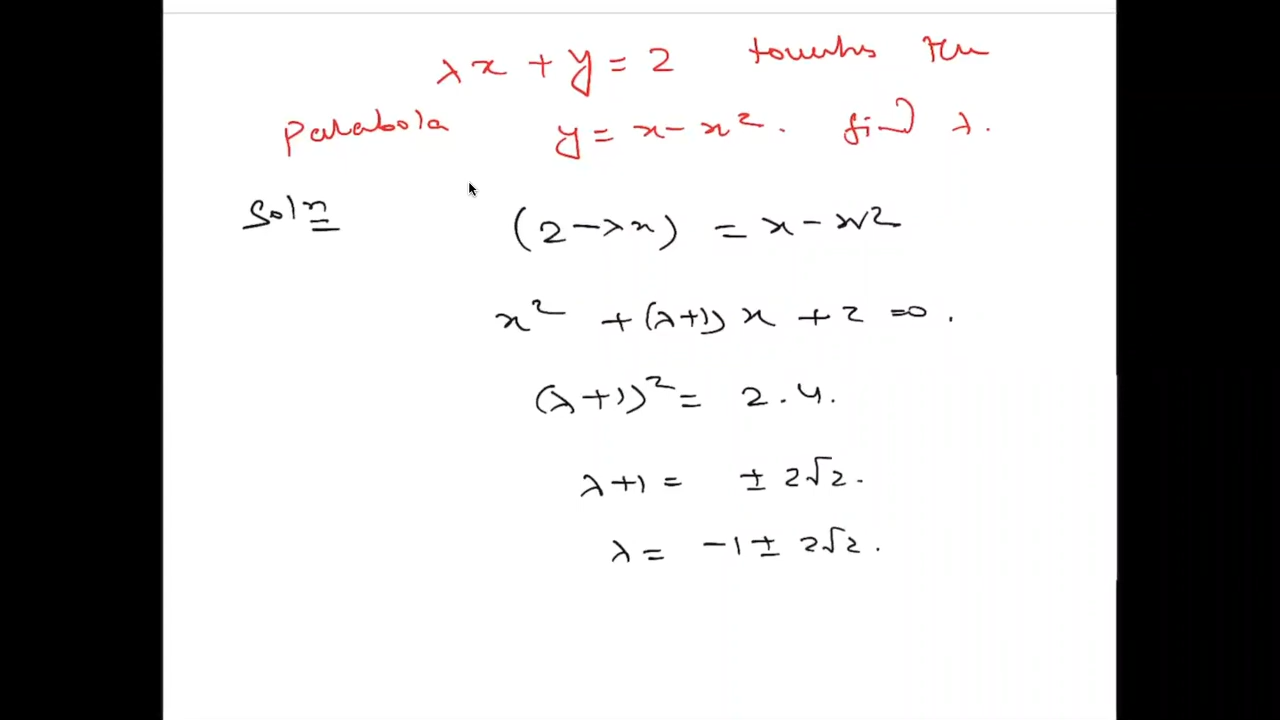 λx + y = 2 touches the
parabola y = x - x². find λ.
Soln (2 - λx) = x - x²
x² + (λ+1)x + 2 = 0.
(λ+1)² = 2.4.
λ+1 = ± 2√2.
λ = -1 ± 2√2.